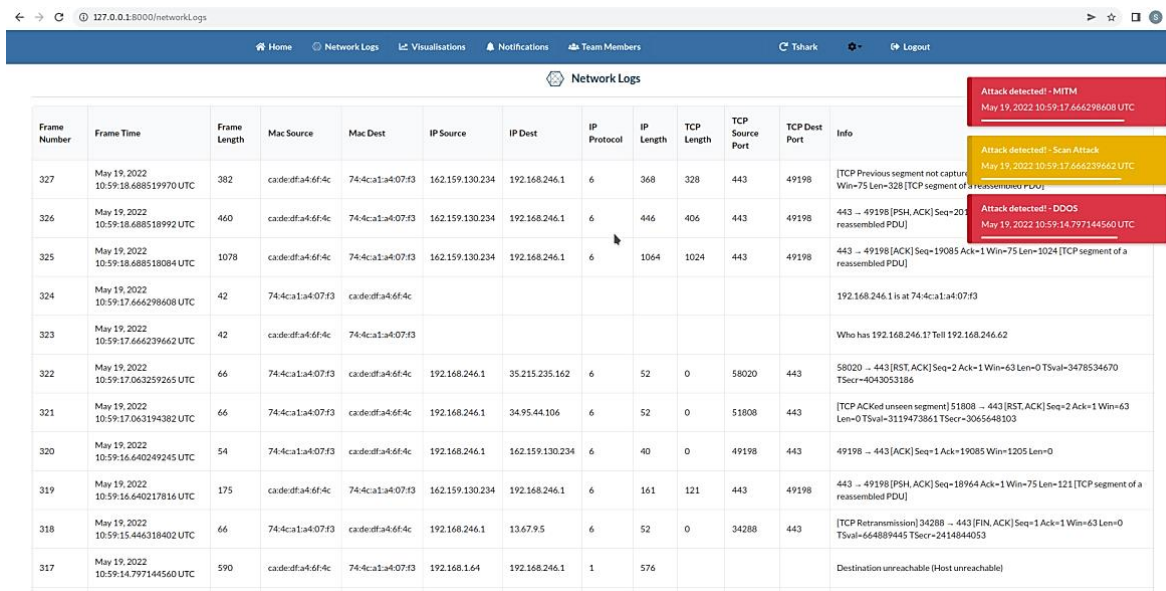 127.0.0.1:8000/networkLogs
S
Home Network Logs Visualisations Notifications Team Members Tshark Logout
Network Logs
Attack detected! - MITM
May 19, 2022 10:59:17.666298608 UTC
Attack detected! - Scan Attack
May 19, 2022 10:59:17.666239662 UTC
Attack detected! - DDOS
May 19, 2022 10:59:14.797144560 UTC
Frame Number Frame Time Frame Length Mac Source Mac Dest IP Source IP Dest IP Protocol IP Length TCP Length TCP Source Port TCP Dest Port Info
327 May 19, 2022 10:59:18.688519970 UTC 382 ca:de:df:a4:6f:4c 74:4c:a1:a4:07:f3 162.159.130.234 192.168.246.1 6 368 328 443 49198 [TCP Previous segment not capture
Win=75 Len=328 [TCP segment of a reassembled PDU]
326 May 19, 2022 10:59:18.688518992 UTC 460 ca:de:df:a4:6f:4c 74:4c:a1:a4:07:f3 162.159.130.234 192.168.246.1 6 446 406 443 49198 443 → 49198 [PSH, ACK] Seq=201
reassembled PDU]
325 May 19, 2022 10:59:18.688518084 UTC 1078 ca:de:df:a4:6f:4c 74:4c:a1:a4:07:f3 162.159.130.234 192.168.246.1 6 1064 1024 443 49198 443 → 49198 [ACK] Seq=19085 Ack=1 Win=75 Len=1024 [TCP segment of a
reassembled PDU]
324 May 19, 2022 10:59:17.666298608 UTC 42 74:4c:a1:a4:07:f3 ca:de:df:a4:6f:4c 192.168.246.1 is at 74:4c:a1:a4:07:f3
323 May 19, 2022 10:59:17.666239662 UTC 42 ca:de:df:a4:6f:4c 74:4c:a1:a4:07:f3 Who has 192.168.246.1? Tell 192.168.246.62
322 May 19, 2022 10:59:17.063259265 UTC 66 74:4c:a1:a4:07:f3 ca:de:df:a4:6f:4c 192.168.246.1 35.215.235.162 6 52 0 58020 443 58020 → 443 [RST, ACK] Seq=2 Ack=1 Win=63 Len=0 TSval=3478534670
TSecr=4043053186
321 May 19, 2022 10:59:17.063194382 UTC 66 74:4c:a1:a4:07:f3 ca:de:df:a4:6f:4c 192.168.246.1 34.95.44.106 6 52 0 51808 443 [TCP ACKed unseen segment] 51808 → 443 [RST, ACK] Seq=2 Ack=1 Win=63
Len=0 TSval=3119473861 TSecr=3065648103
320 May 19, 2022 10:59:16.640249245 UTC 54 74:4c:a1:a4:07:f3 ca:de:df:a4:6f:4c 192.168.246.1 162.159.130.234 6 40 0 49198 443 49198 → 443 [ACK] Seq=1 Ack=19085 Win=1205 Len=0
319 May 19, 2022 10:59:16.640217816 UTC 175 ca:de:df:a4:6f:4c 74:4c:a1:a4:07:f3 162.159.130.234 192.168.246.1 6 161 121 443 49198 443 → 49198 [PSH, ACK] Seq=18964 Ack=1 Win=75 Len=121 [TCP segment of a
reassembled PDU]
318 May 19, 2022 10:59:15.446318402 UTC 66 74:4c:a1:a4:07:f3 ca:de:df:a4:6f:4c 192.168.246.1 13.67.9.5 6 52 0 34288 443 [TCP Retransmission] 34288 → 443 [FIN, ACK] Seq=1 Ack=1 Win=63 Len=0
TSval=664889445 TSecr=2414844053
317 May 19, 2022 10:59:14.797144560 UTC 590 ca:de:df:a4:6f:4c 74:4c:a1:a4:07:f3 192.168.1.64 192.168.246.1 1 576 Destination unreachable (Host unreachable)